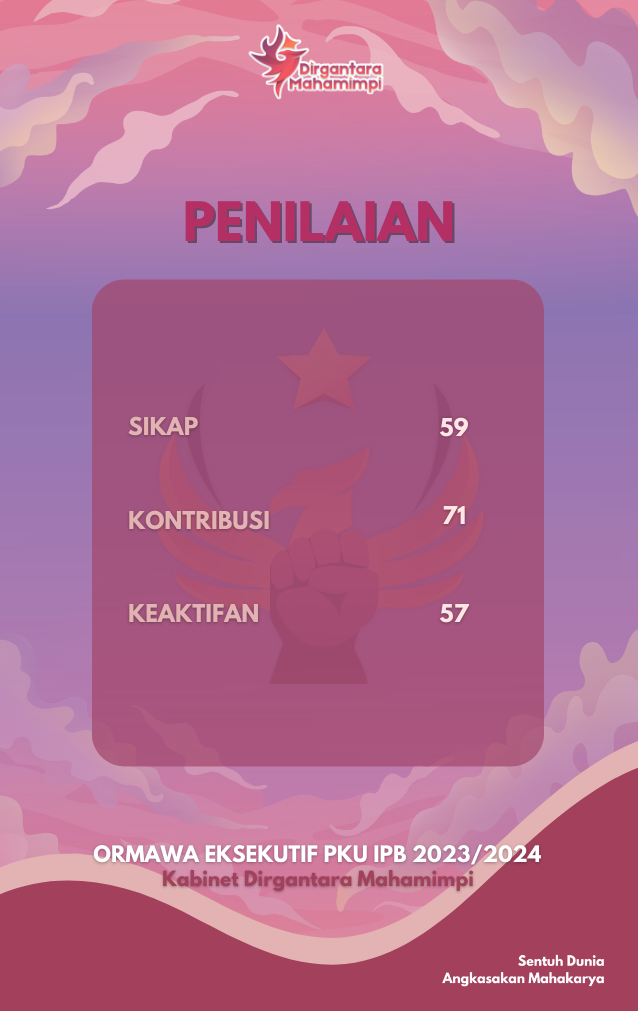 Dirgantara
Mahamimpi
PENILAIAN
SIKAP 59
KONTRIBUSI 71
KEAKTIFAN 57
ORMAWA EKSEKUTIF PKU IPB 2023/2024
Kabinet Dirgantara Mahamimpi
Sentuh Dunia
Angkasakan Mahakarya